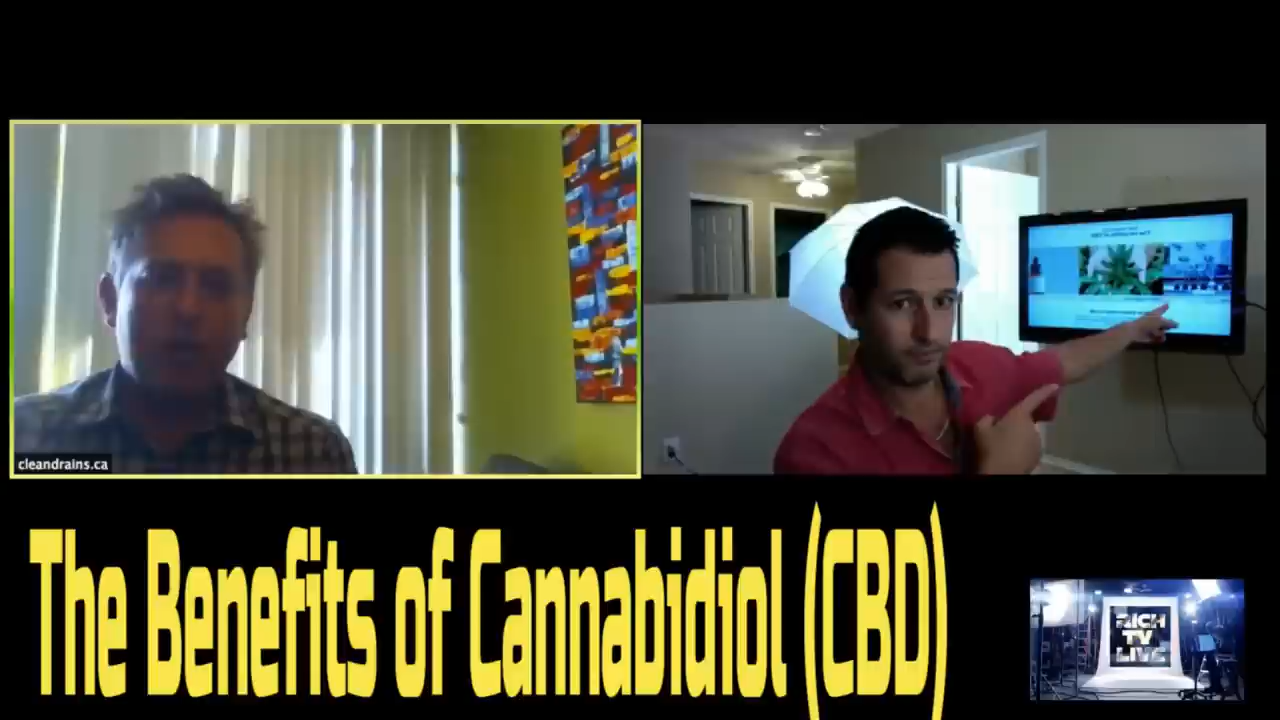 cleandrains.ca
The Benefits of Cannabidiol (CBD)
RICH
TV
LIVE